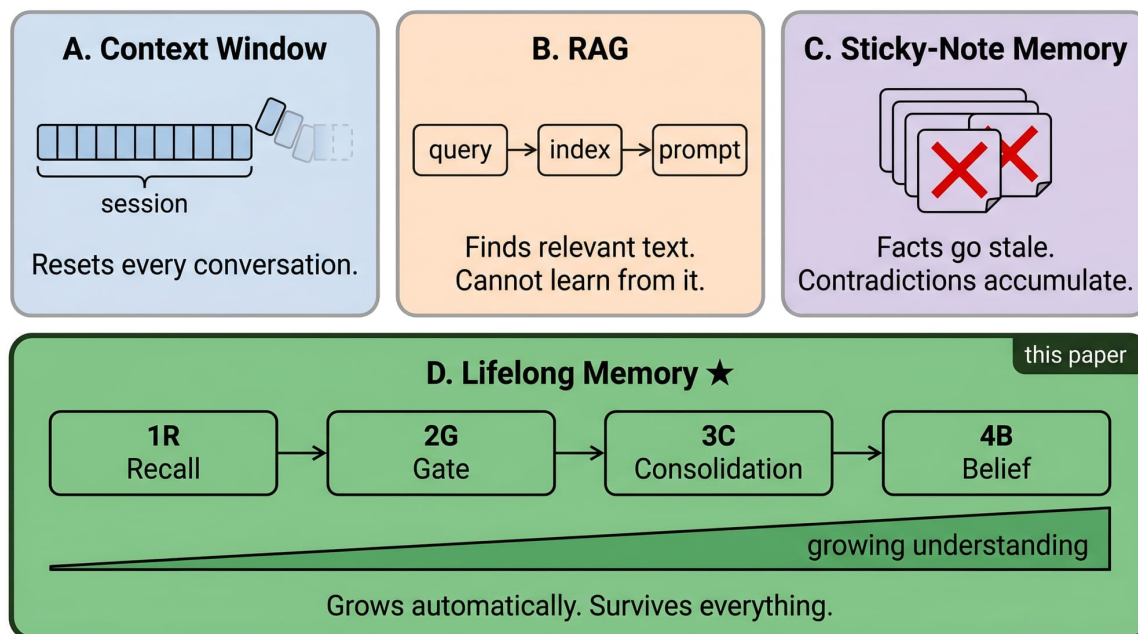 A. Context Window
session
Resets every conversation.
B. RAG
query
index
prompt
Finds relevant text.
Cannot learn from it.
C. Sticky-Note Memory
Facts go stale.
Contradictions accumulate.
this paper
D. Lifelong Memory ★
1R
Recall
2G
Gate
3C
Consolidation
4B
Belief
growing understanding
Grows automatically. Survives everything.